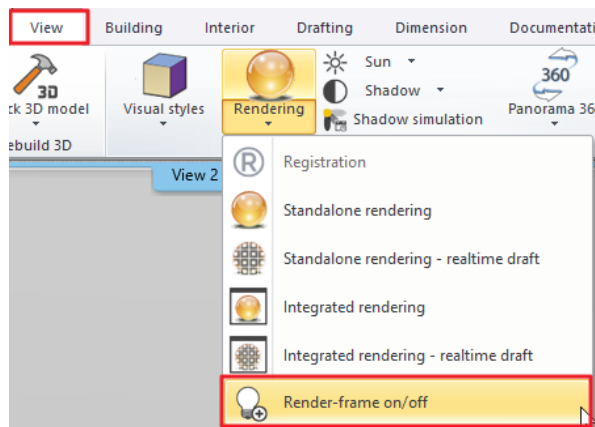 View Building Interior Drafting Dimension Documentati
3D 360
Sun
ck 3D model Visual styles Rendering Shadow Panorama 36
Shadow simulation
ebuild 3D
View 2
® Registration
Standalone rendering
Standalone rendering - realtime draft
Integrated rendering
Integrated rendering - realtime draft
Render-frame on/off